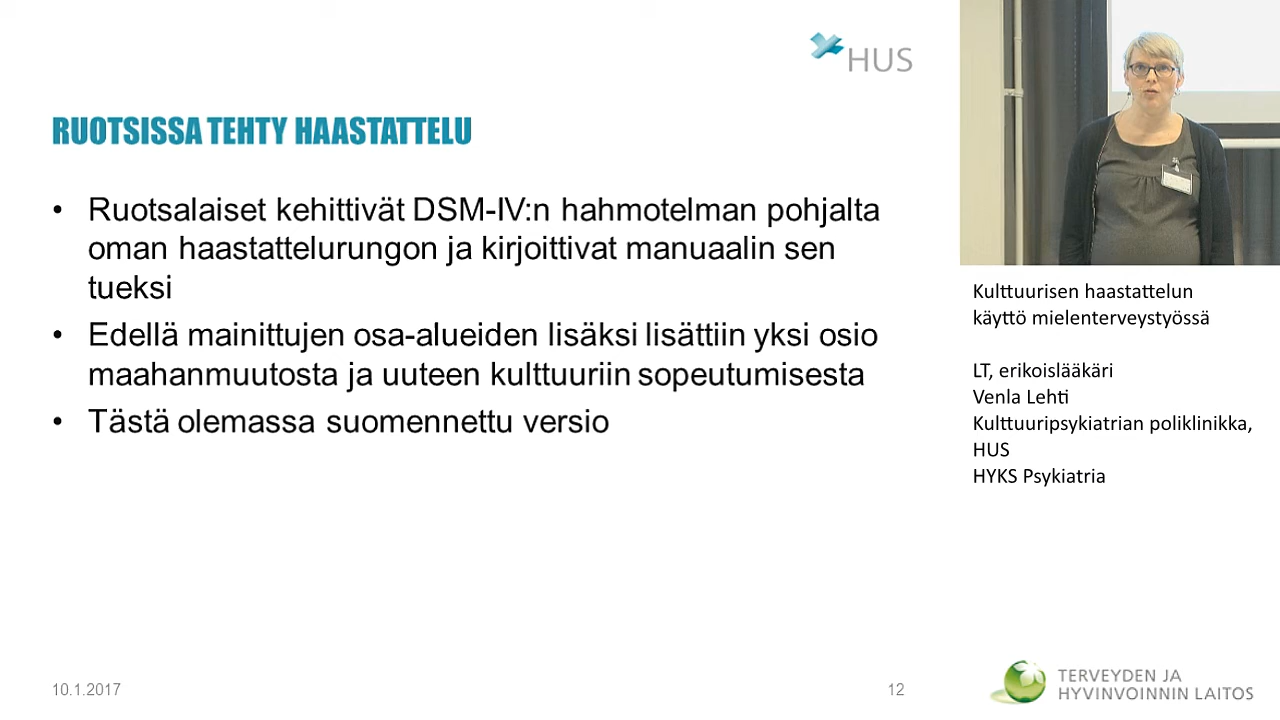 HUS
RUOTSISSA TEHTY HAASTATTELU
• Ruotsalaiset kehittivät DSM-IV:n hahmotelman pohjalta
oman haastattelurungon ja kirjoittivat manuaalin sen
tueksi
• Edellä mainittujen osa-alueiden lisäksi lisättiin yksi osio
maahanmuutosta ja uuteen kulttuuriin sopeutumisesta
• Tästä olemassa suomennettu versio
10.1.2017
12
Kulttuurisen haastattelun
käyttö mielenterveystyössä
LT, erikoislääkäri
Venla Lehti
Kulttuuripsykiatrian poliklinikka,
HUS
HYKS Psykiatria
TERVEYDEN JA
HYVINVOINNIN LAITOS